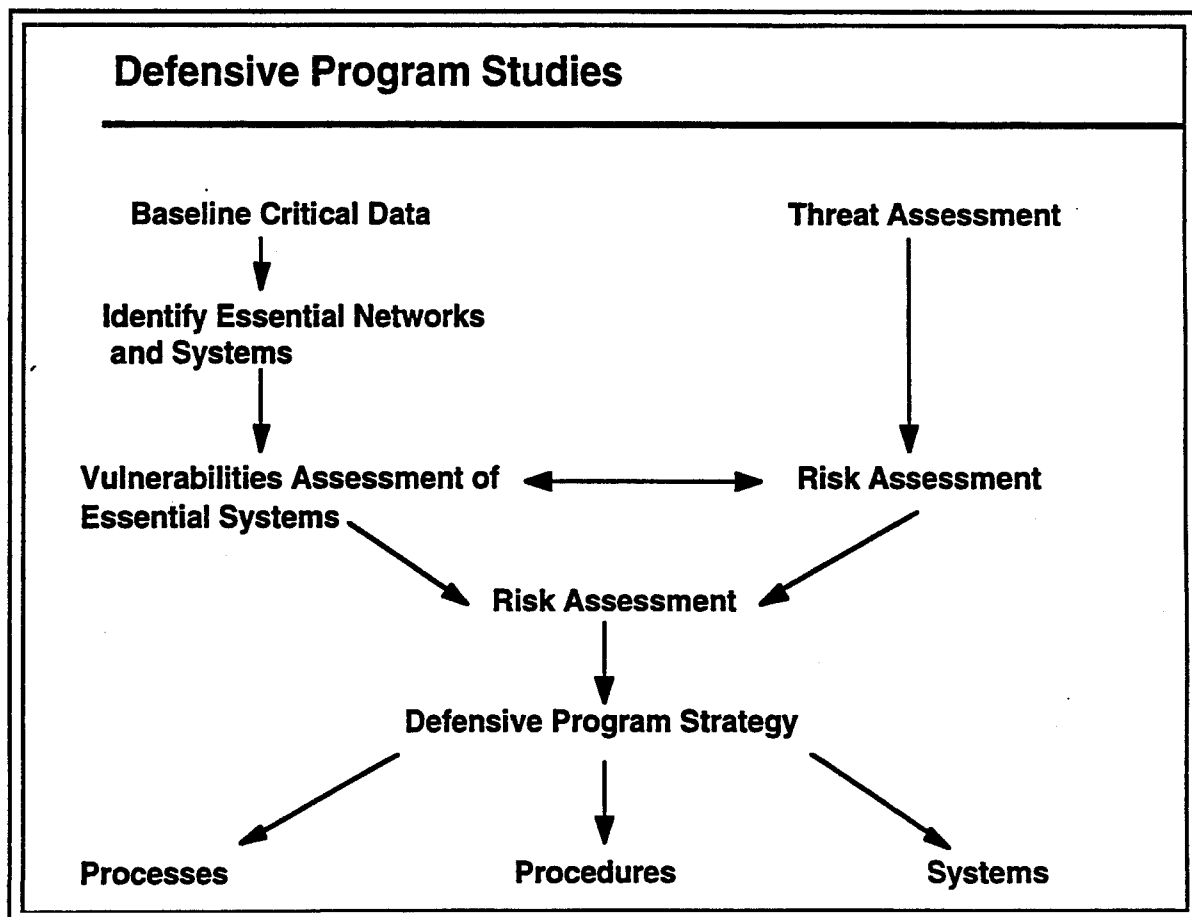 Defensive Program Studies
Baseline Critical Data
Threat Assessment
Identify Essential Networks
and Systems
Vulnerabilities Assessment of
Essential Systems
Risk Assessment
Risk Assessment
Defensive Program Strategy
Processes
Procedures
Systems